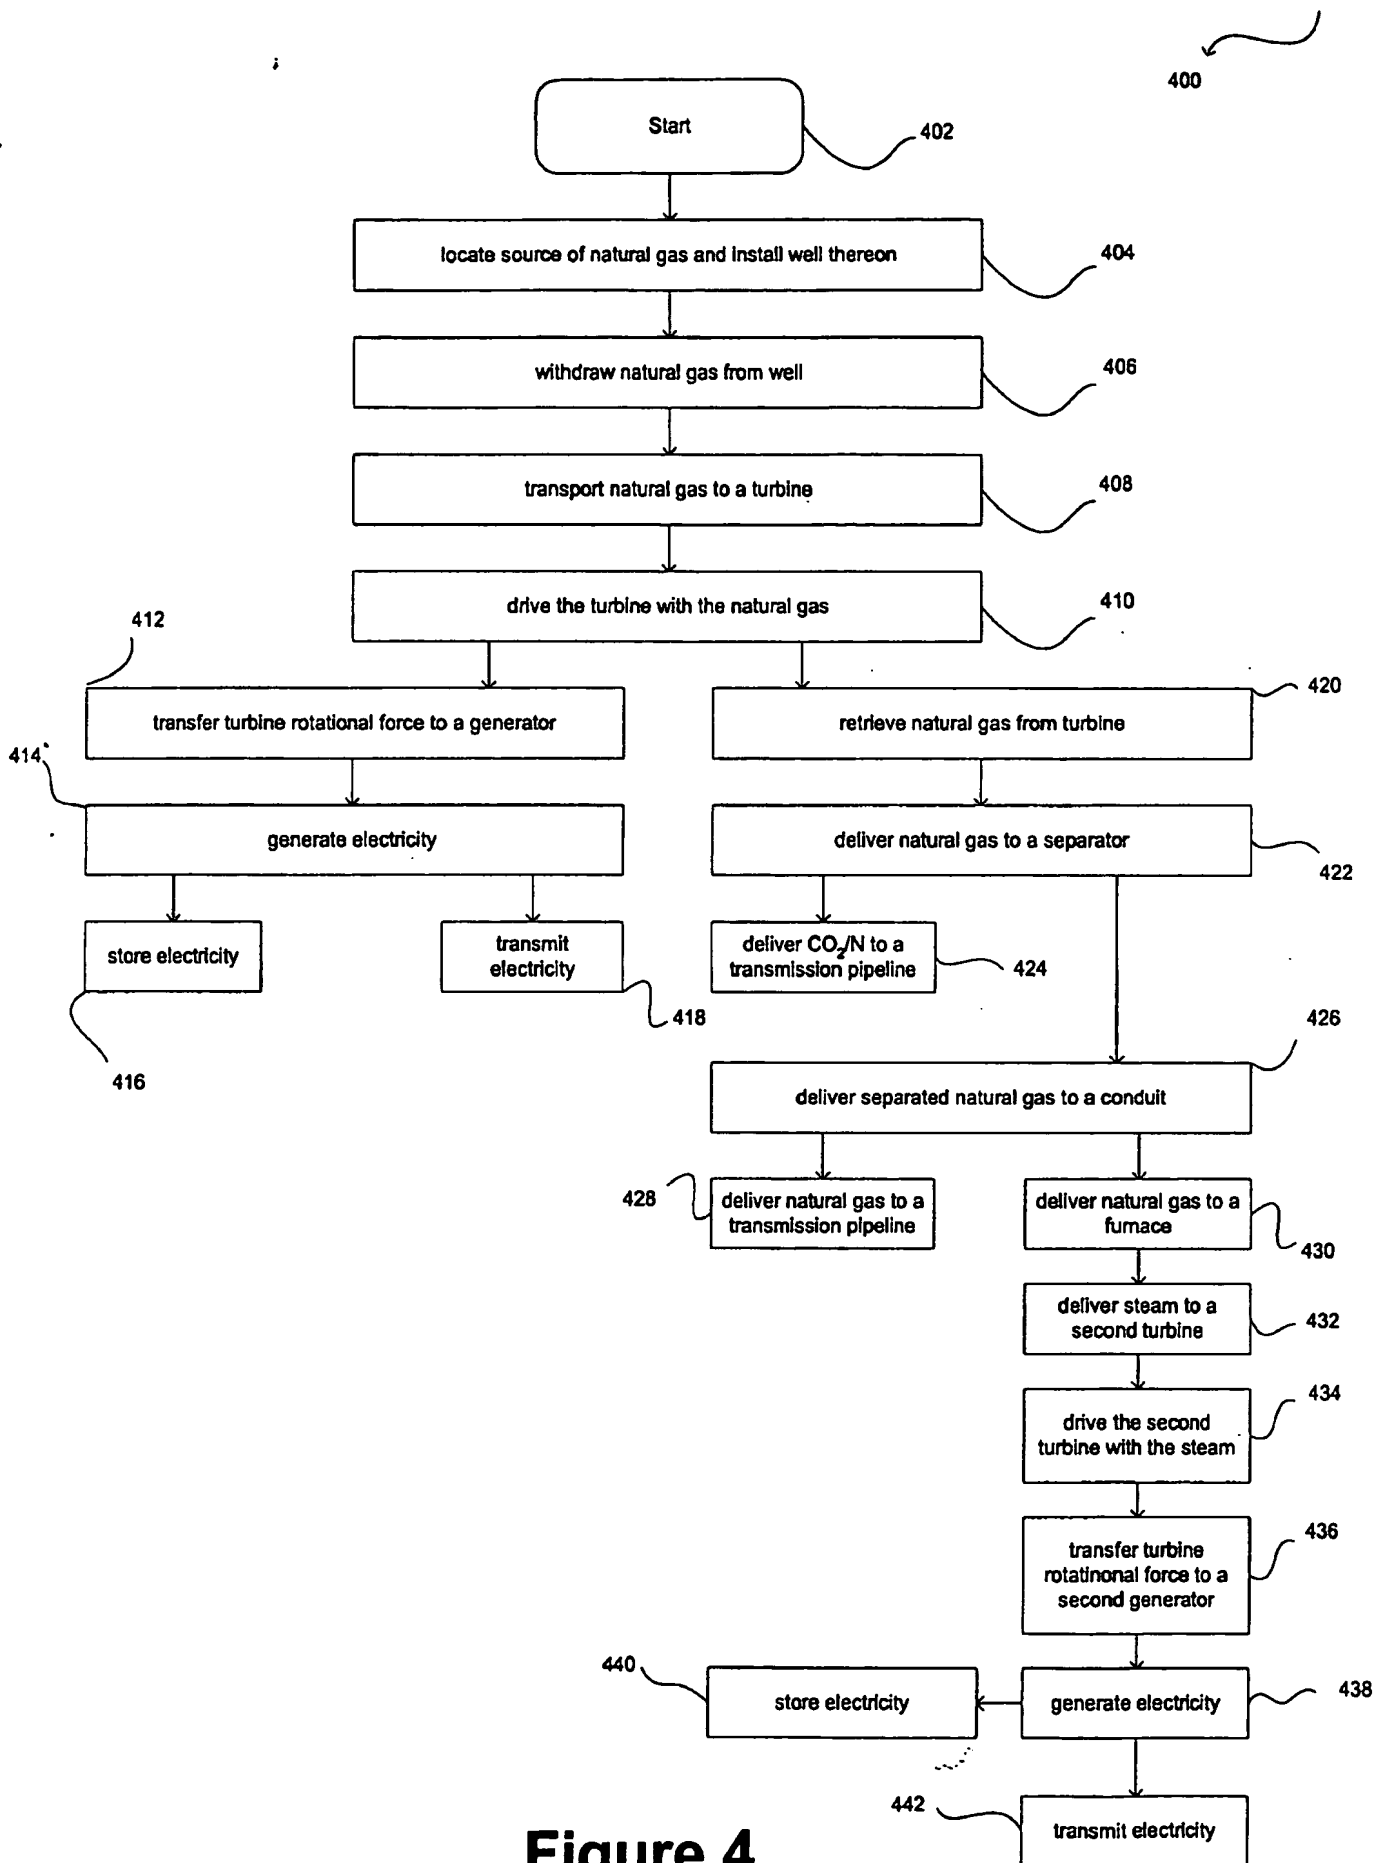 400
Start
402
locate source of natural gas and install well thereon
404
withdraw natural gas from well
406
transport natural gas to a turbine
408
drive the turbine with the natural gas
410
412
transfer turbine rotational force to a generator
retrieve natural gas from turbine
420
414
generate electricity
deliver natural gas to a separator
422
store electricity
transmit
electricity
deliver CO2/N to a
transmission pipeline
424
418
416
426
deliver separated natural gas to a conduit
428
deliver natural gas to a
transmission pipeline
deliver natural gas to a
furnace
430
deliver steam to a
second turbine
432
434
drive the second
turbine with the steam
436
transfer turbine
rotatinonal force to a
second generator
440
store electricity
generate electricity
438
442
transmit electricity
Figure 4